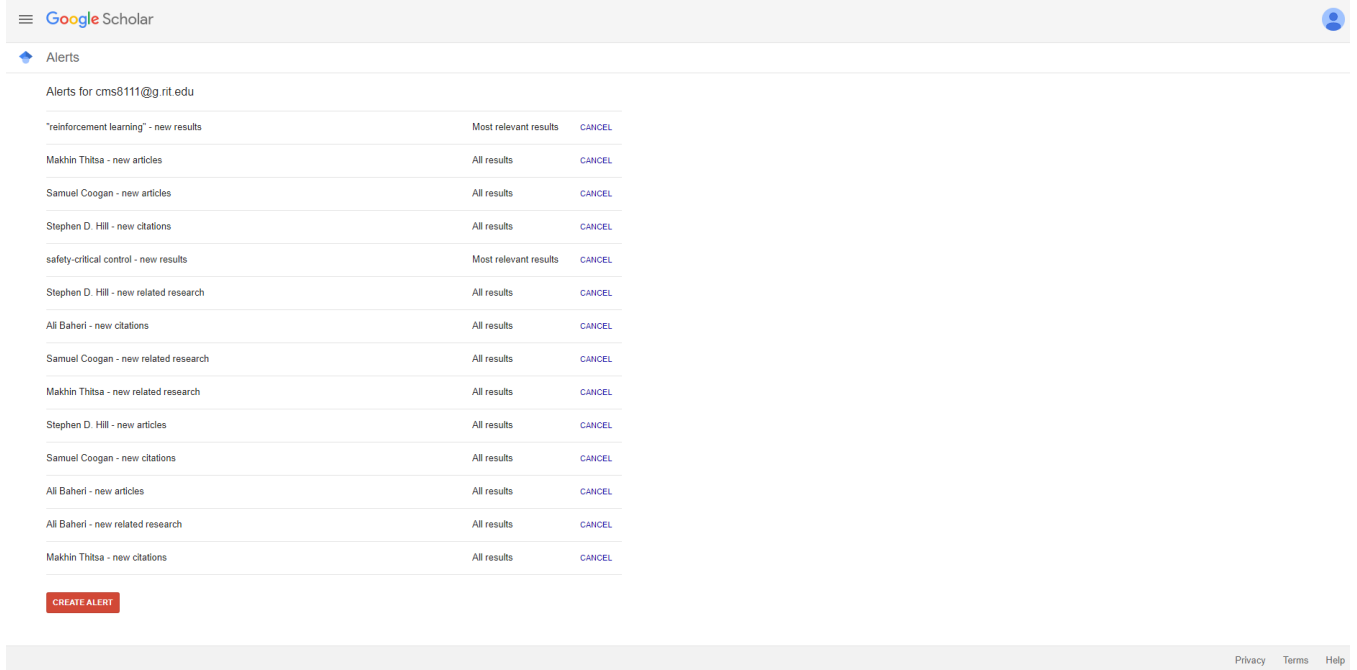 Google Scholar
Alerts
Alerts for cms8111@g.rit.edu
"reinforcement learning" - new results Most relevant results CANCEL
Makhin Thitsa - new articles All results CANCEL
Samuel Coogan - new articles All results CANCEL
Stephen D. Hill - new citations All results CANCEL
safety-critical control - new results Most relevant results CANCEL
Stephen D. Hill - new related research All results CANCEL
Ali Baheri - new citations All results CANCEL
Samuel Coogan - new related research All results CANCEL
Makhin Thitsa - new related research All results CANCEL
Stephen D. Hill - new articles All results CANCEL
Samuel Coogan - new citations All results CANCEL
Ali Baheri - new articles All results CANCEL
Ali Baheri - new related research All results CANCEL
Makhin Thitsa - new citations All results CANCEL
CREATE ALERT
Privacy Terms Help